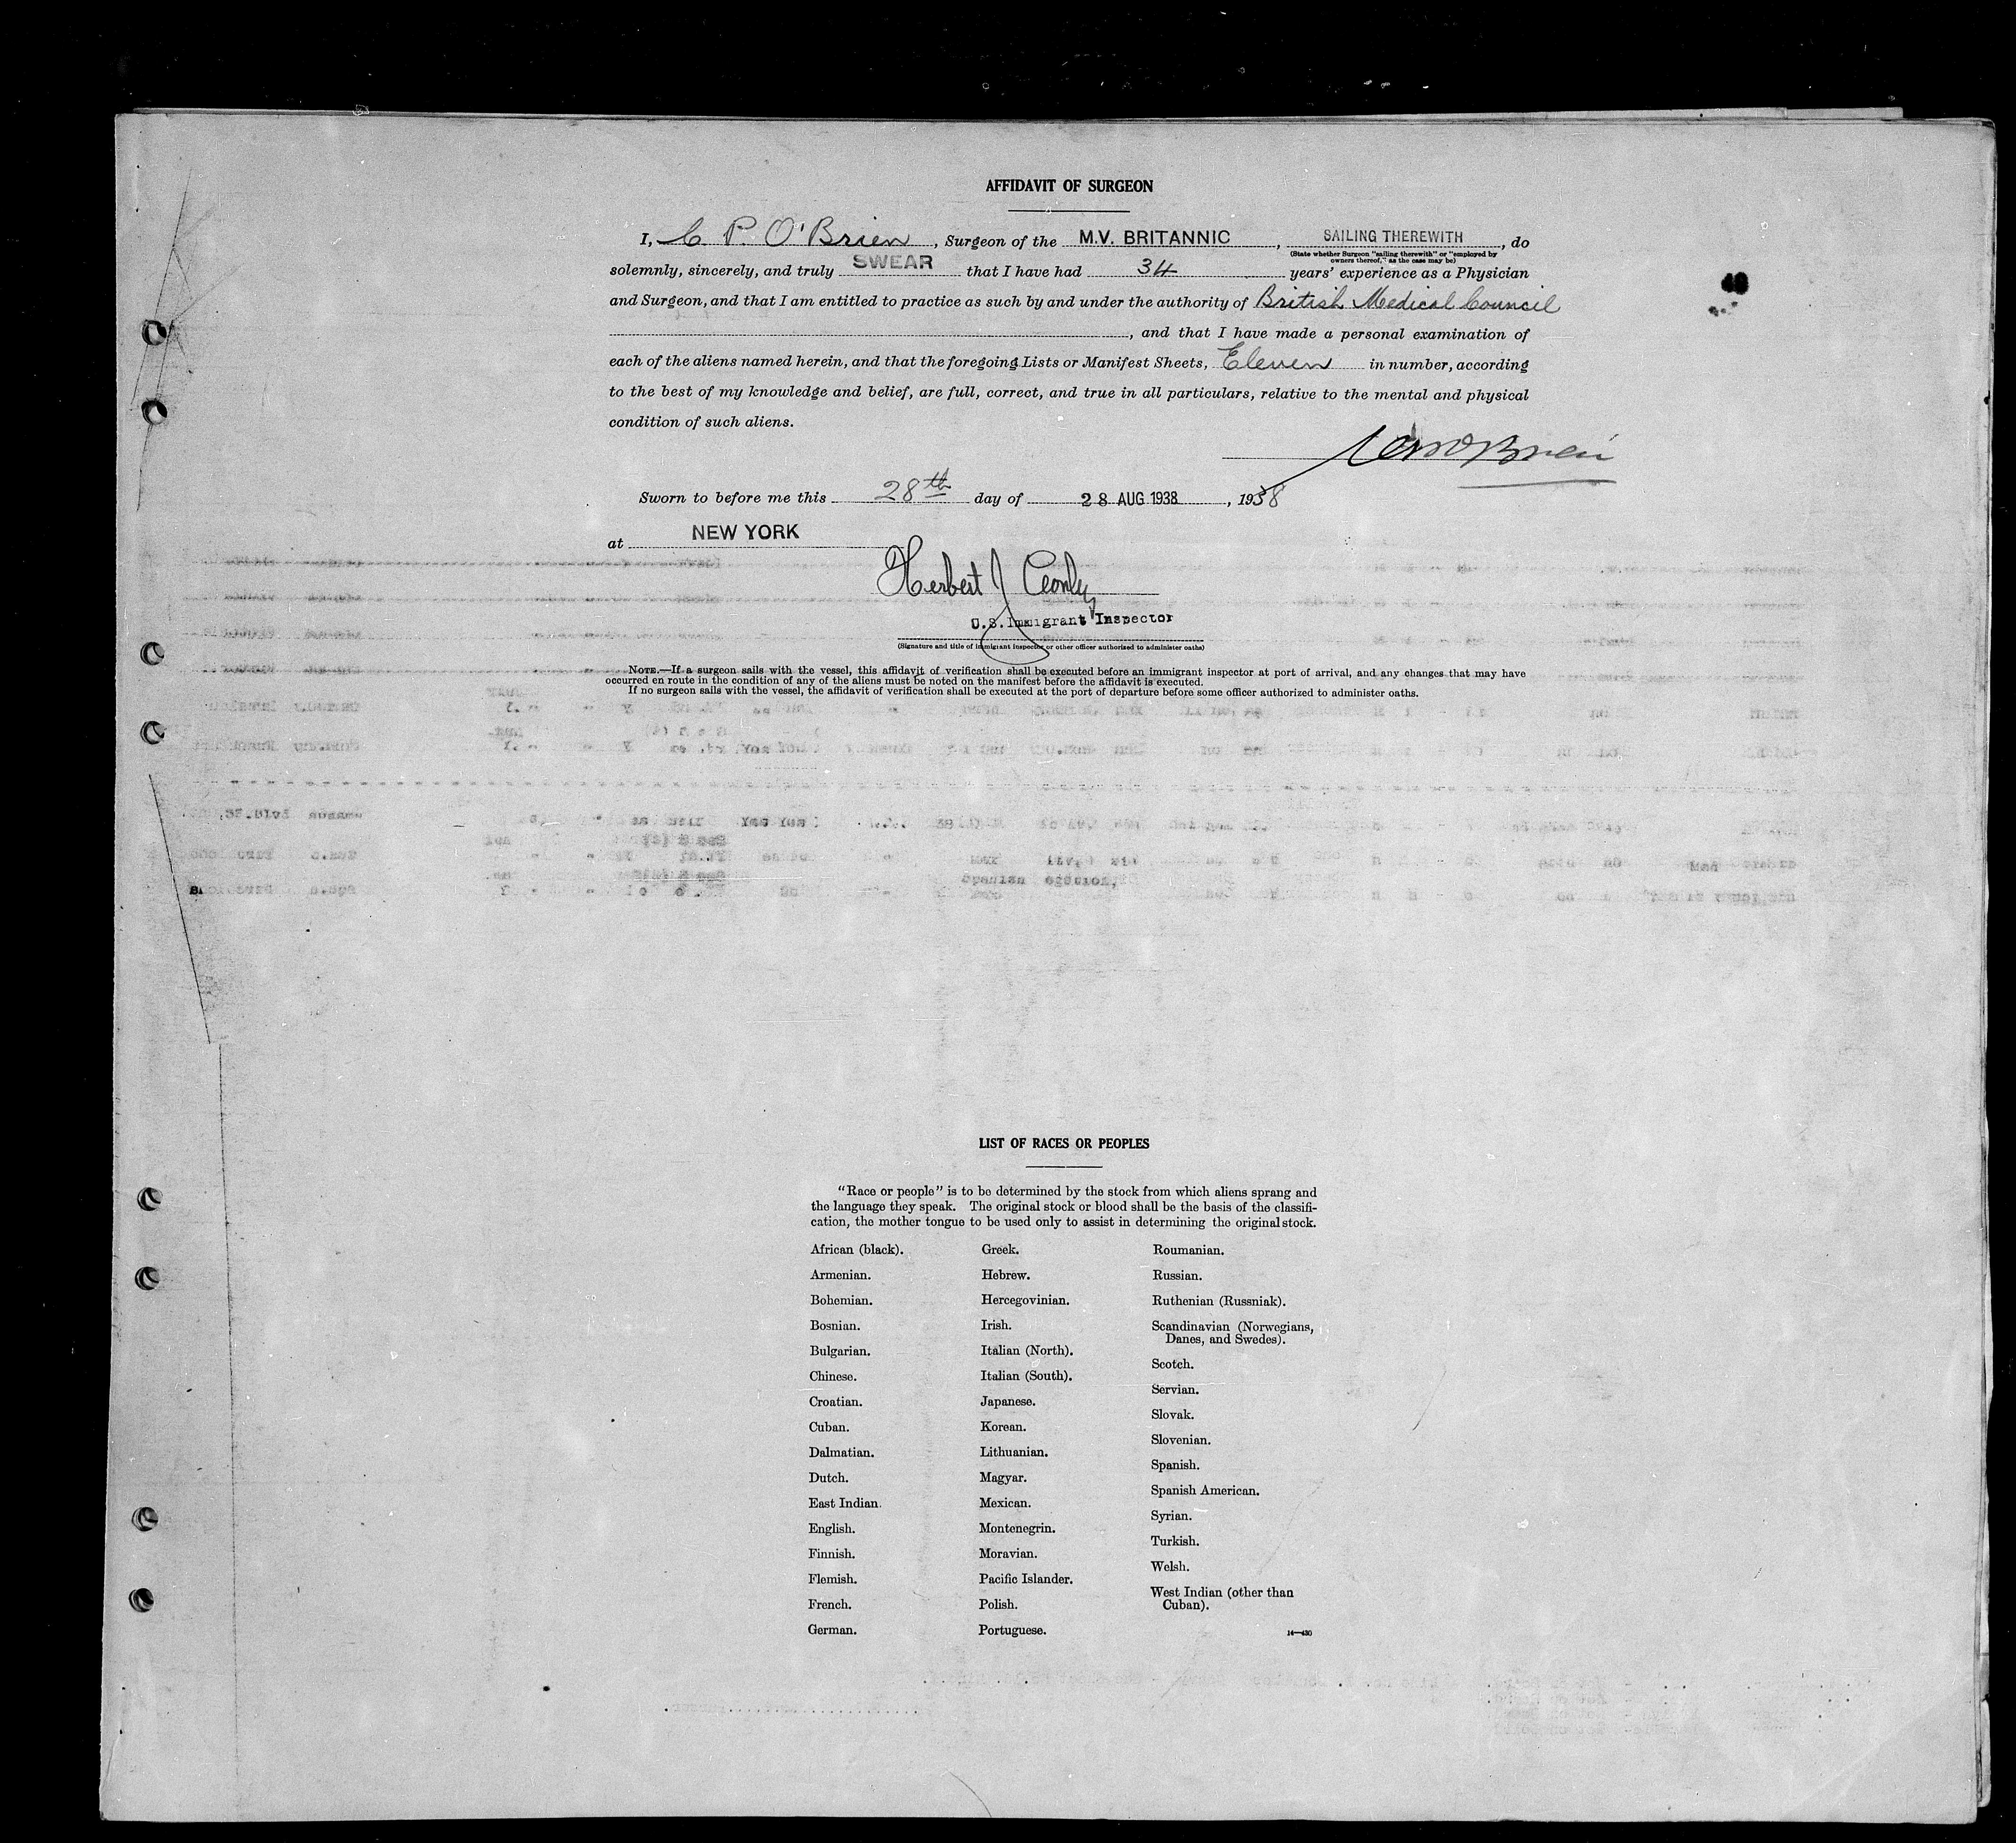 AFFIDAVIT OF SURGEON
I, C. P. O'Brien, Surgeon of the M.V. BRITANNIC, SAILING THEREWITH, do
(State whether Surgeon "sailing therewith" or "employed by
owners thereof," as the case may be)
solemnly, sincerely, and truly SWEAR that I have had 34 years' experience as a Physician
and Surgeon, and that I am entitled to practice as such by and under the authority of British Medical Council
, and that I have made a personal examination of
each of the aliens named herein, and that the foregoing Lists or Manifest Sheets, Eleven in number, according
to the best of my knowledge and belief, are full, correct, and true in all particulars, relative to the mental and physical
condition of such aliens.
O'Brien
Sworn to before me this 28th day of 28 AUG 1938, 1938
at NEW YORK
Herbert J
U.S. Immigrant Inspector
(Signature and title of immigrant inspector or other officer authorized to administer oaths)
NOTE.—If a surgeon sails with the vessel, this affidavit of verification shall be executed before an immigrant inspector at port of arrival, and any changes that may have
occurred en route in the condition of any of the aliens must be noted on the manifest before the affidavit is executed.
If no surgeon sails with the vessel, the affidavit of verification shall be executed at the port of departure before some officer authorized to administer oaths.
LIST OF RACES OR PEOPLES
"Race or people" is to be determined by the stock from which aliens sprang and
the language they speak. The original stock or blood shall be the basis of the classifi-
cation, the mother tongue to be used only to assist in determining the original stock.
African (black).
Armenian.
Bohemian.
Bosnian.
Bulgarian.
Chinese.
Croatian.
Cuban.
Dalmatian.
Dutch.
East Indian.
English.
Finnish.
Flemish.
French.
German.
Greek.
Hebrew.
Hercegovinian.
Irish.
Italian (North).
Italian (South).
Japanese.
Korean.
Lithuanian.
Magyar.
Mexican.
Montenegrin.
Moravian.
Pacific Islander.
Polish.
Portuguese.
Roumanian.
Russian.
Ruthenian (Russniak).
Scandinavian (Norwegians,
Danes, and Swedes).
Scotch.
Servian.
Slovak.
Slovenian.
Spanish.
Spanish American.
Syrian.
Turkish.
Welsh.
West Indian (other than
Cuban).
14—430